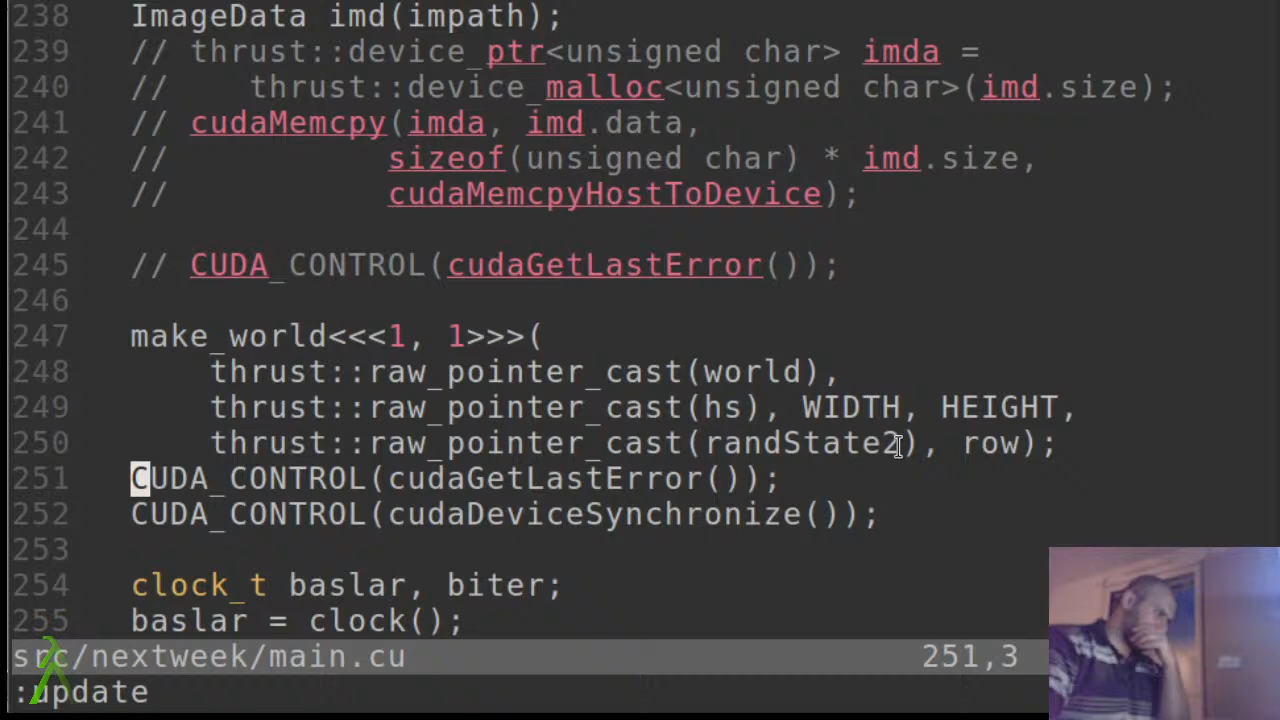 238 ImageData imd(impath);
239 // thrust::device_ptr<unsigned char> imda =
240 // thrust::device_malloc<unsigned char>(imd.size);
241 // cudaMemcpy(imda, imd.data,
242 // sizeof(unsigned char) * imd.size,
243 // cudaMemcpyHostToDevice);
244
245 // CUDA_CONTROL(cudaGetLastError());
246
247 make_world<<<1, 1>>>(
248 thrust::raw_pointer_cast(world),
249 thrust::raw_pointer_cast(hs), WIDTH, HEIGHT,
250 thrust::raw_pointer_cast(randState2), row);
251 CUDA_CONTROL(cudaGetLastError());
252 CUDA_CONTROL(cudaDeviceSynchronize());
253
254 clock_t baslar, biter;
255 baslar = clock();
src/nextweek/main.cu 251,3
:update